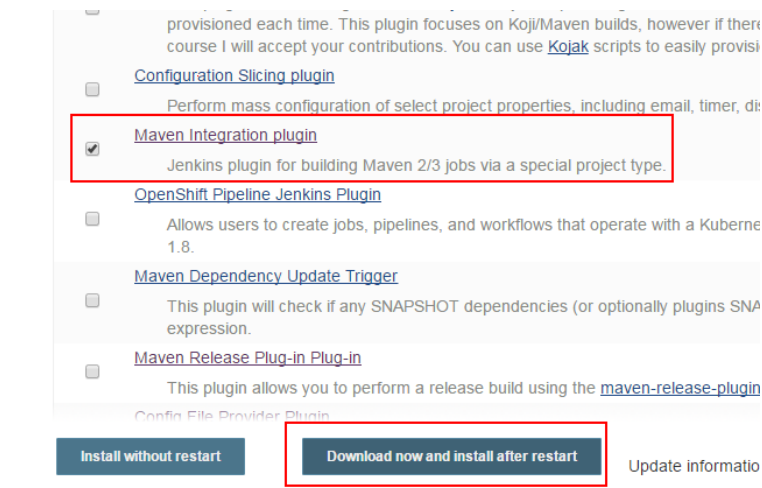 provisioned each time. This plugin focuses on Koji/Maven builds, however if there
course I will accept your contributions. You can use Kojak scripts to easily provisi
Configuration Slicing plugin
Perform mass configuration of select project properties, including email, timer, di
Maven Integration plugin
Jenkins plugin for building Maven 2/3 jobs via a special project type.
OpenShift Pipeline Jenkins Plugin
Allows users to create jobs, pipelines, and workflows that operate with a Kuberne
1.8.
Maven Dependency Update Trigger
This plugin will check if any SNAPSHOT dependencies (or optionally plugins SNA
expression.
Maven Release Plug-in Plug-in
This plugin allows you to perform a release build using the maven-release-plugin
Config File Provider Plugin
Install without restart
Download now and install after restart
Update informatio